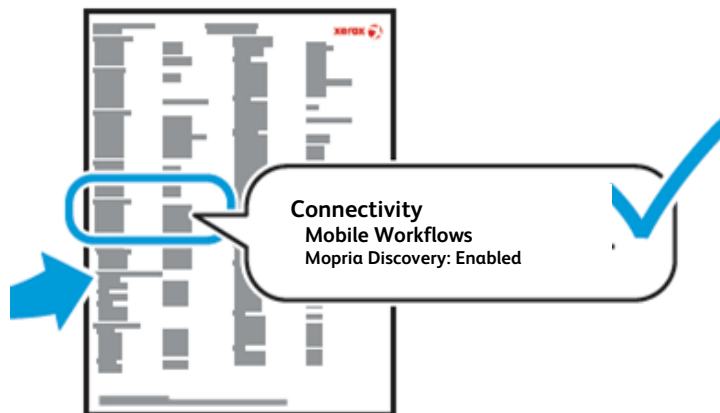 xerox
Connectivity
Mobile Workflows
Mopria Discovery: Enabled